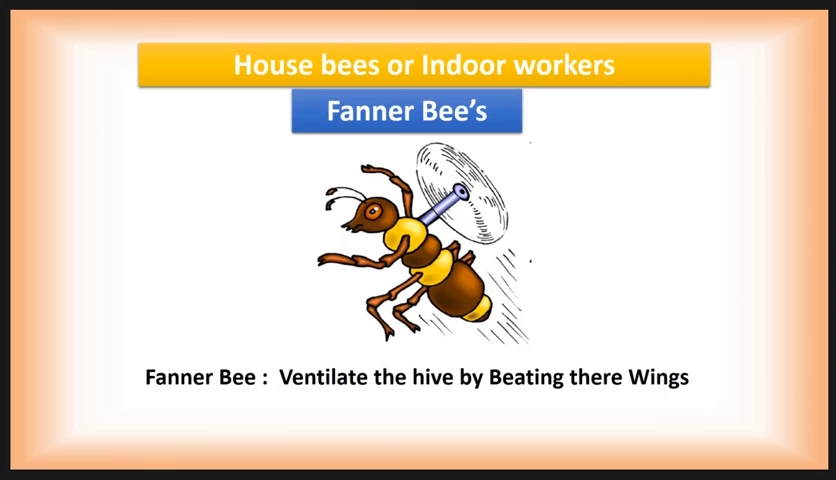 House bees or Indoor workers
Fanner Bee's
Fanner Bee :  Ventilate the hive by Beating there Wings